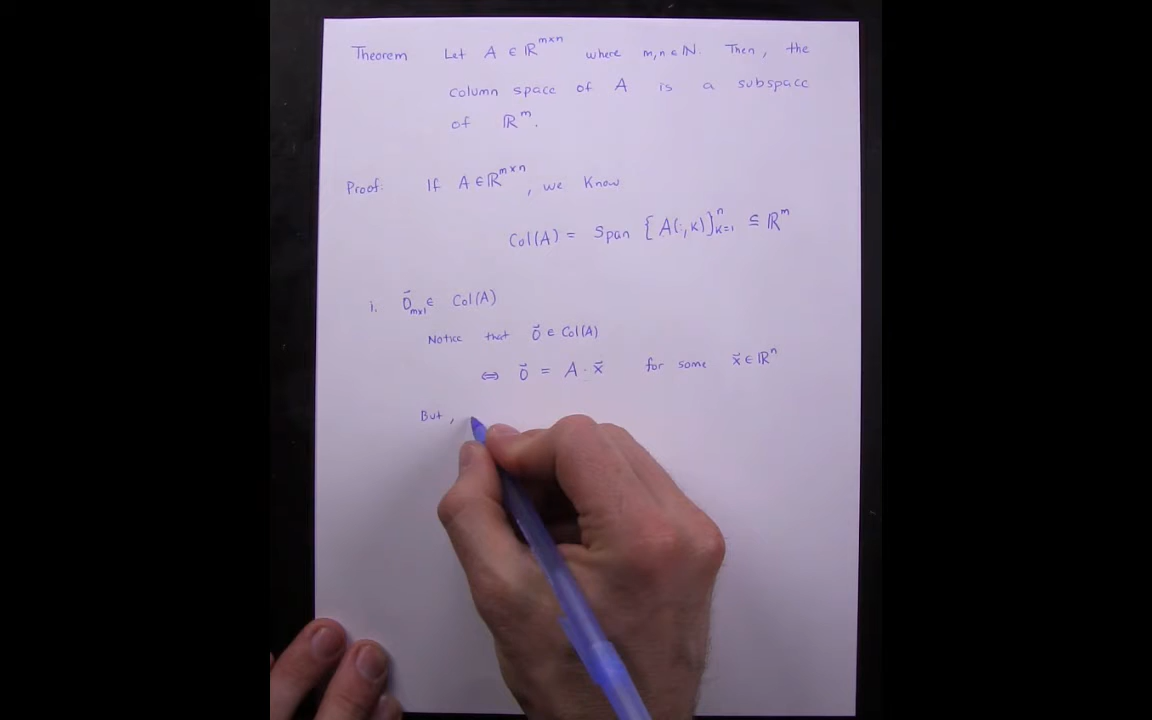 Theorem Let A ∈ ℝ^{m×n} where m,n ∈ ℕ. Then, the
column space of A is a subspace
of ℝ^m.
Proof: If A ∈ ℝ^{m×n}, we know
Col(A) = Span {A(:,k)}_{k=1}^{n} ⊆ ℝ^m
i. 0⃗_{m×1} ∈ Col(A)
Notice that 0⃗ ∈ Col(A)
⟺ 0⃗ = A · x⃗ for some x⃗ ∈ ℝ^n
But,